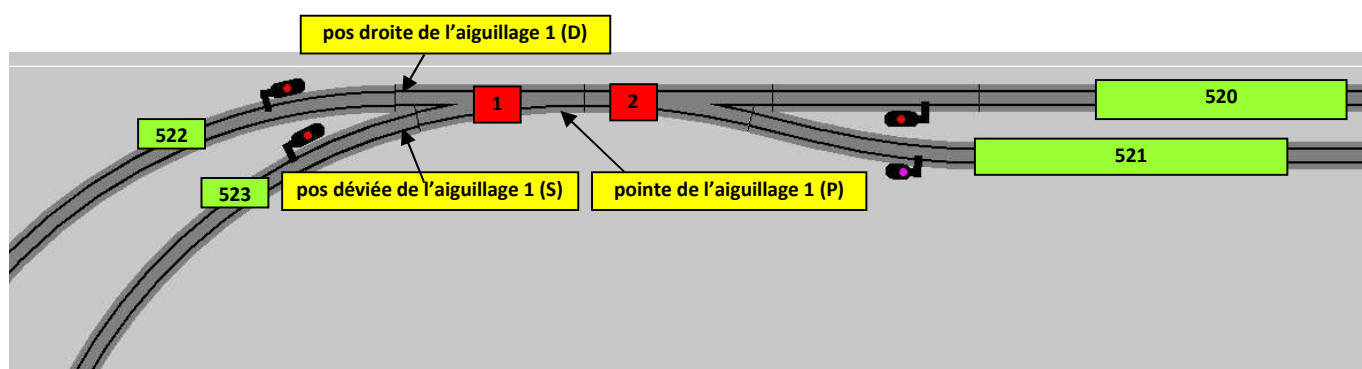 pos droite de l'aiguillage 1 (D)
1
2
520
522
521
523
pos déviée de l'aiguillage 1 (S)
pointe de l'aiguillage 1 (P)